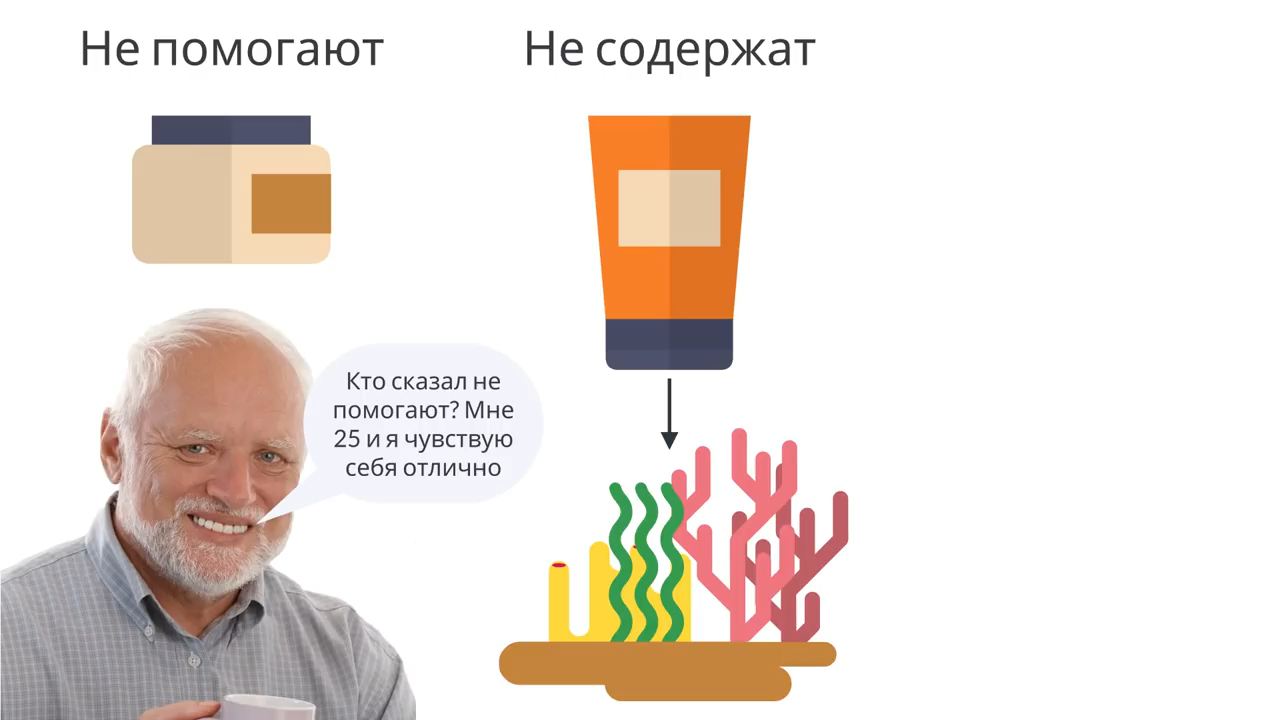 Не помогают
Не содержат
Кто сказал не
помогают? Мне
25 и я чувствую
себя отлично